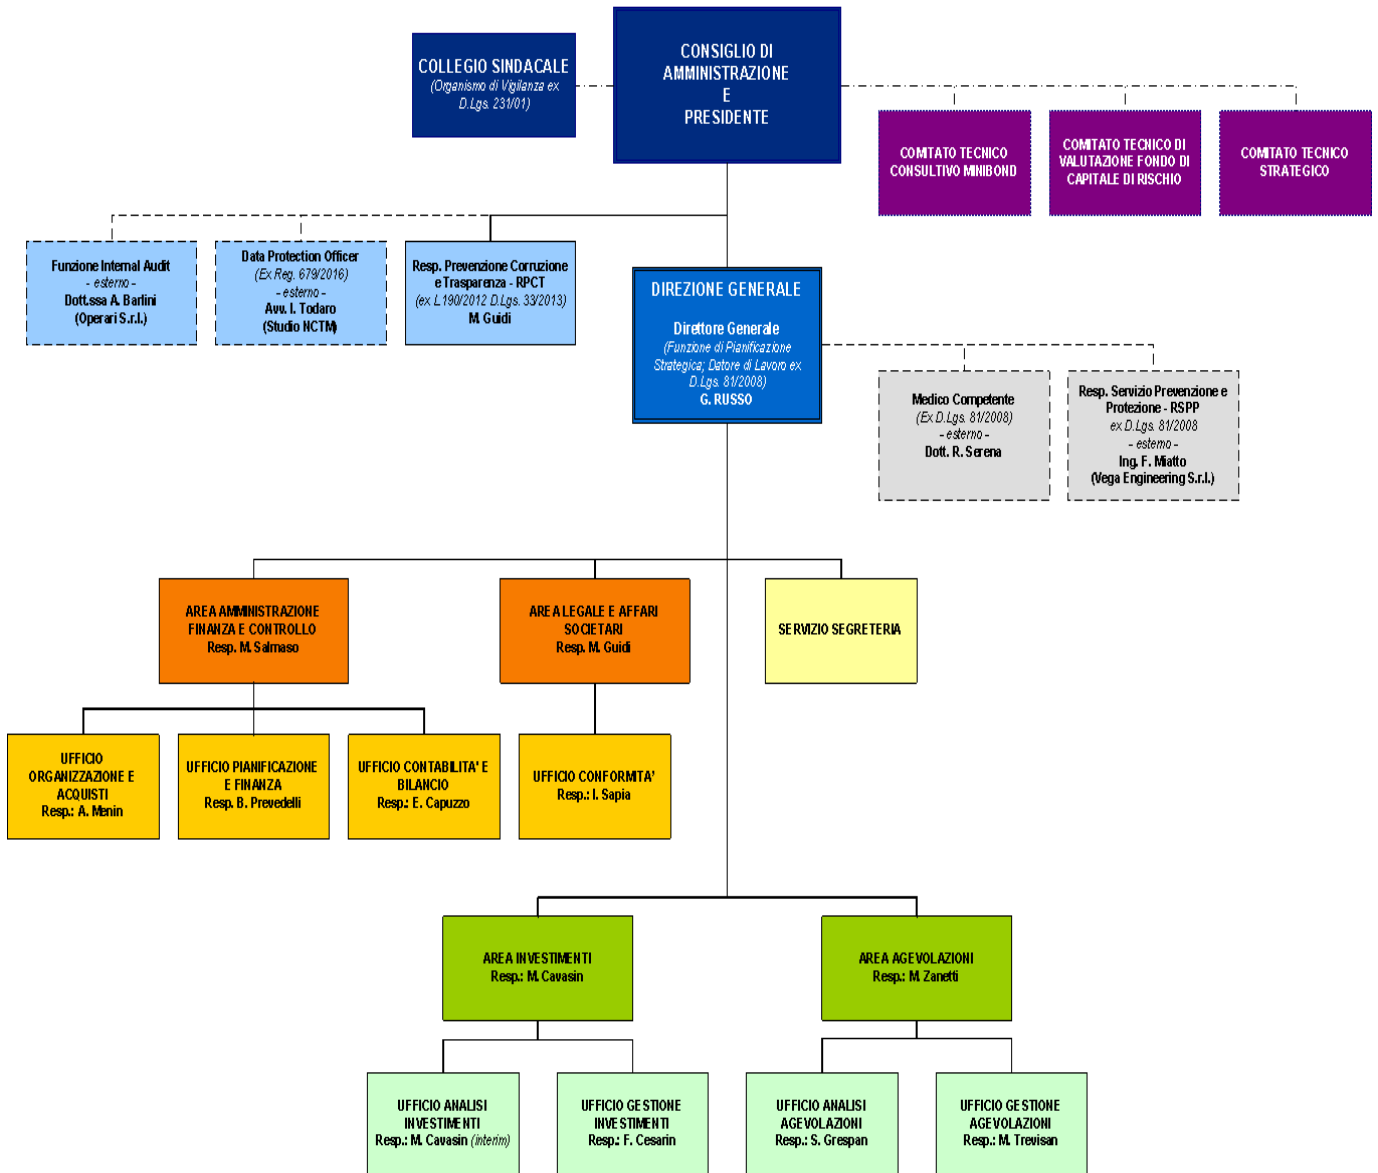 COLLEGIO SINDACALE
(Organismo di Vigilanza ex
D.Lgs. 231/01)
CONSIGLIO DI
AMMINISTRAZIONE
E
PRESIDENTE
COMITATO TECNICO
CONSULTIVO MINIBOND
COMITATO TECNICO DI
VALUTAZIONE FONDO DI
CAPITALE DI RISCHIO
COMITATO TECNICO
STRATEGICO
Funzione Internal Audit
- esterno -
Dott.ssa A. Barlini
(Operari S.r.l.)
Data Protection Officer
(Ex Reg. 679/2016)
- esterno -
Avv. I. Todaro
(Studio NCTM)
Resp. Prevenzione Corruzione
e Trasparenza - RPCT
(ex L.190/2012 D.Lgs. 33/2013)
M. Guidi
DIREZIONE GENERALE
Direttore Generale
(Funzione di Pianificazione
Strategica; Datore di Lavoro ex
D.Lgs. 81/2008)
G. RUSSO
Medico Competente
(Ex D.Lgs. 81/2008)
- esterno -
Dott. R. Serena
Resp. Servizio Prevenzione e
Protezione - RSPP
ex D.Lgs. 81/2008
- esterno -
Ing. F. Miatto
(Vega Engineering S.r.l.)
AREA AMMINISTRAZIONE
FINANZA E CONTROLLO
Resp. M. Salmaso
AREA LEGALE E AFFARI
SOCIETARI
Resp. M. Guidi
SERVIZIO SEGRETERIA
UFFICIO
ORGANIZZAZIONE E
ACQUISTI
Resp.: A. Menin
UFFICIO PIANIFICAZIONE
E FINANZA
Resp. B. Prevedelli
UFFICIO CONTABILITA' E
BILANCIO
Resp.: E. Capuzzo
UFFICIO CONFORMITA’
Resp.: I. Sapia
AREA INVESTIMENTI
Resp.: M. Cavasin
AREA AGEVOLAZIONI
Resp.: M. Zanetti
UFFICIO ANALISI
INVESTIMENTI
Resp.: M. Cavasin (interim)
UFFICIO GESTIONE
INVESTIMENTI
Resp.: F. Cesarin
UFFICIO ANALISI
AGEVOLAZIONI
Resp.: S. Grespan
UFFICIO GESTIONE
AGEVOLAZIONI
Resp.: M. Trevisan